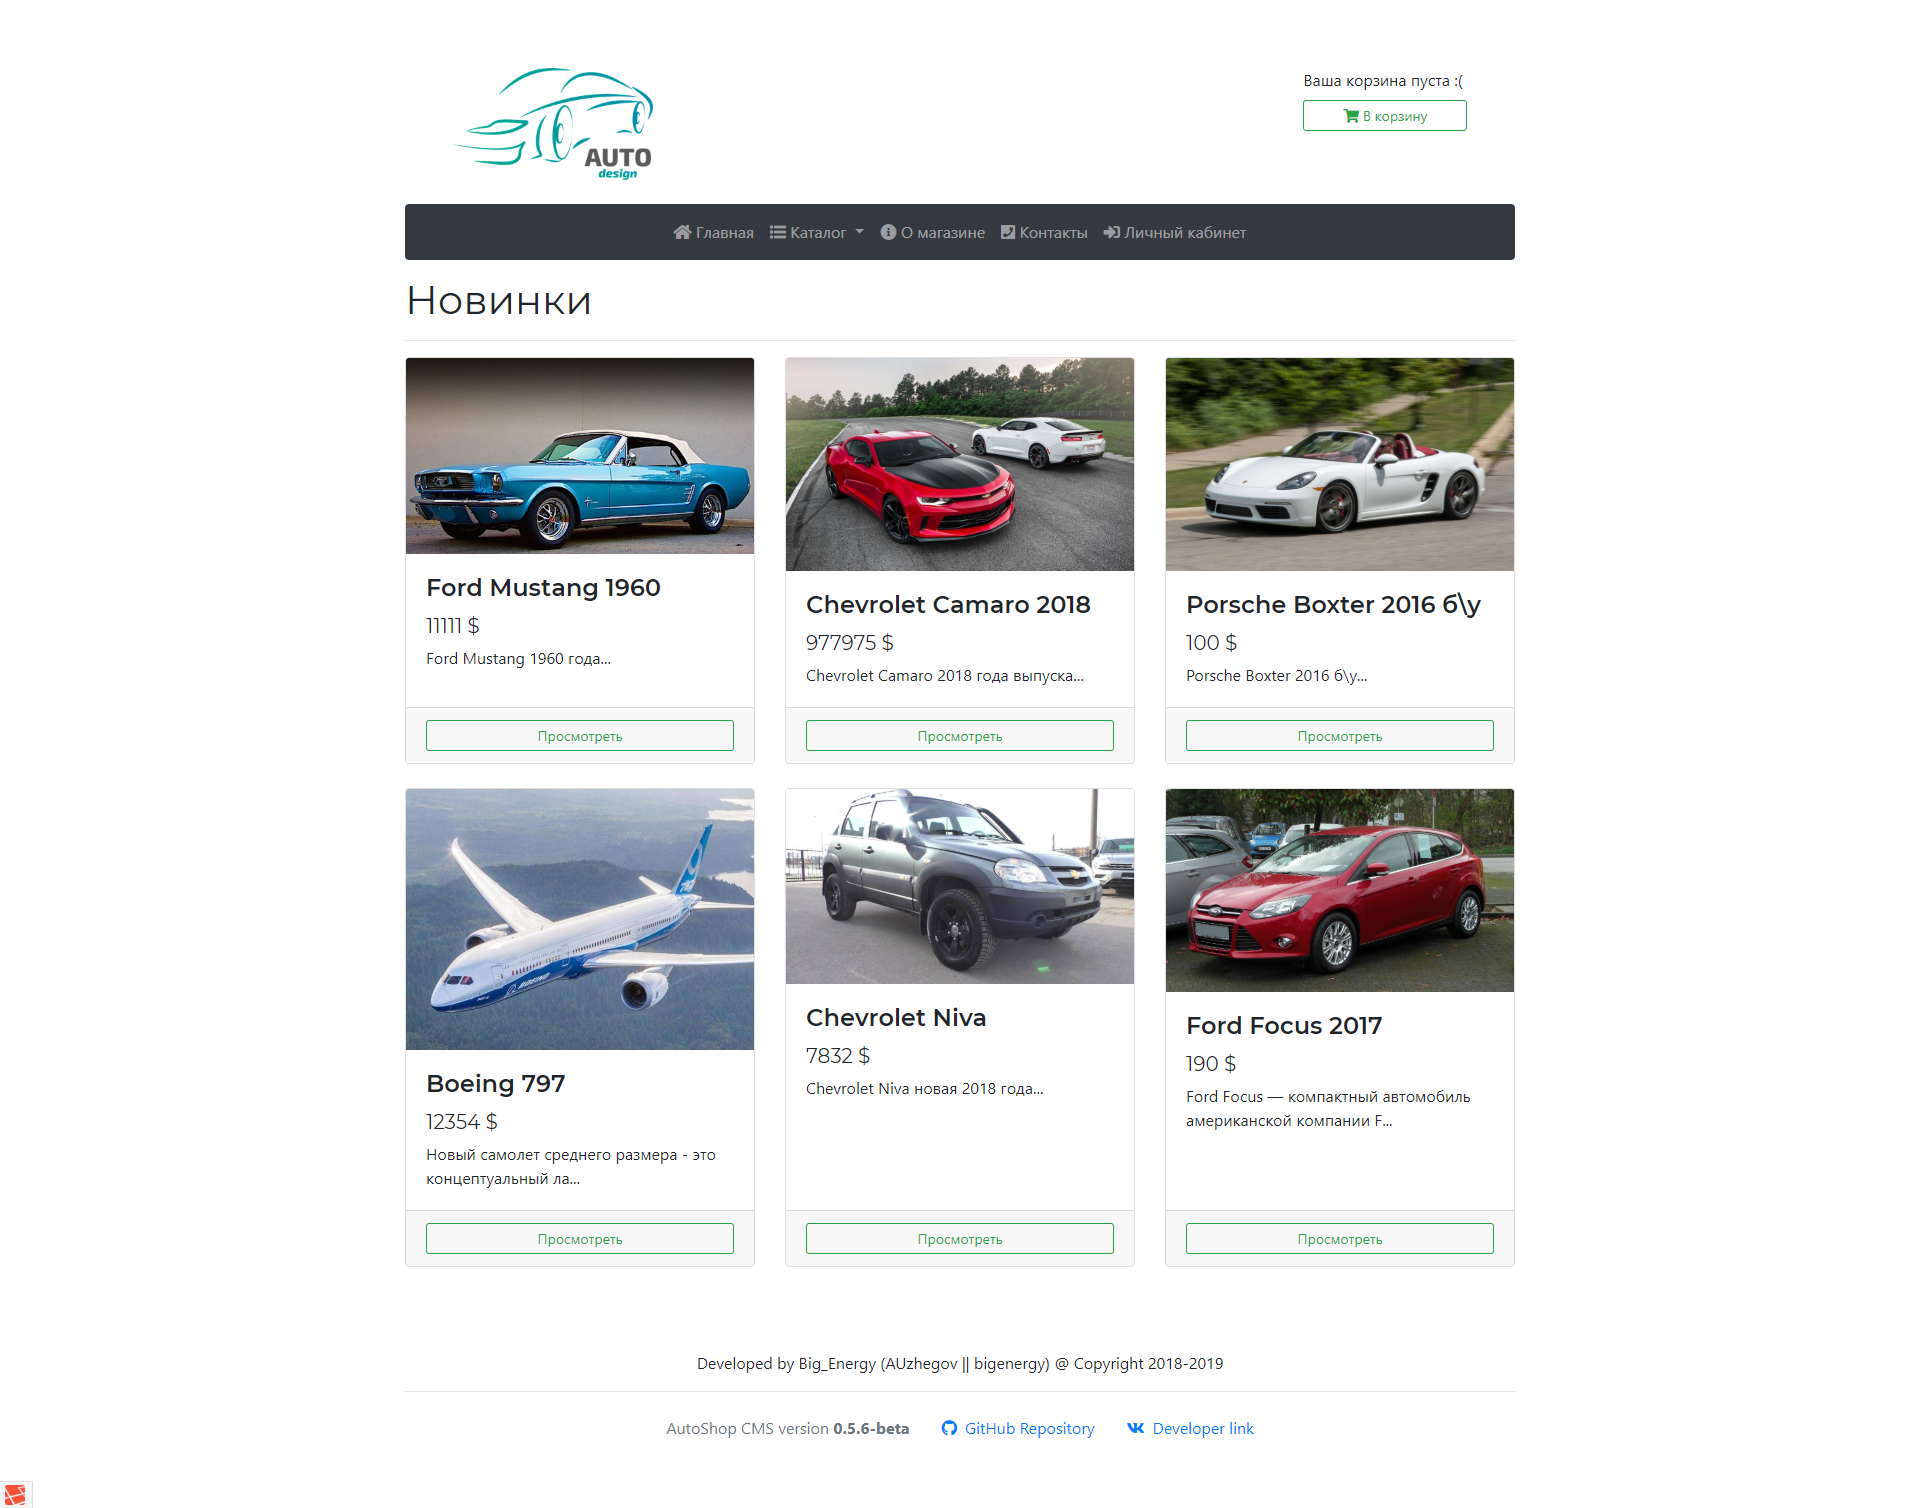 AUTO
design
Ваша корзина пуста :(
В корзину
Главная Каталог О магазине Контакты Личный кабинет
Новинки
Ford Mustang 1960
11111 $
Ford Mustang 1960 года...
Просмотреть
Chevrolet Camaro 2018
977975 $
Chevrolet Camaro 2018 года выпуска...
Просмотреть
Porsche Boxter 2016 б\у
100 $
Porsche Boxter 2016 б\у...
Просмотреть
BOEING
Boeing 797
12354 $
Новый самолет среднего размера - это
концептуальный ла...
Просмотреть
Chevrolet Niva
7832 $
Chevrolet Niva новая 2018 года...
Просмотреть
Ford Focus 2017
190 $
Ford Focus — компактный автомобиль
американской компании F...
Просмотреть
Developed by Big_Energy (AUzhegov || bigenergy) @ Copyright 2018-2019
AutoShop CMS version 0.5.6-beta GitHub Repository Developer link